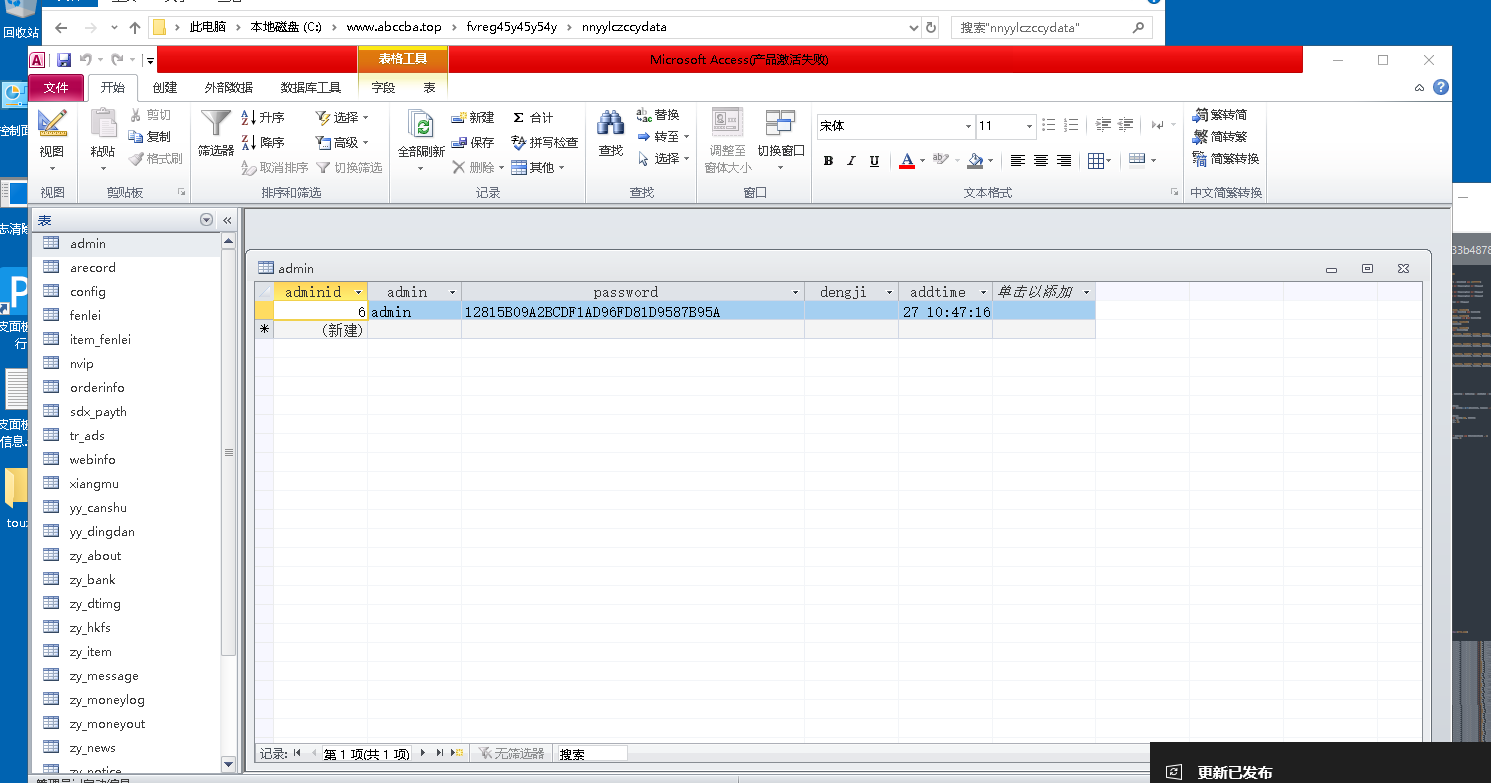 此电脑 › 本地磁盘 (C:) › www.abccba.top › fvreg45y45y54y › nnyylczccydata
搜索"nnyylczccydata"
回收站
表格工具
Microsoft Access(产品激活失败)
文件 开始 创建 外部数据 数据库工具 字段 表
视图 粘贴 剪切 复制 格式刷
筛选器 升序 降序 取消排序 选择 高级 切换筛选
全部刷新 新建 保存 删除 合计 拼写检查 其他
查找 替换 转至 选择
调整至窗体大小 切换窗口
宋体 11
B I U A
繁转简 简转繁 简繁转换
视图 剪贴板 排序和筛选 记录 查找 窗口 文本格式 中文简繁转换
控制面
志清除
皮面板
行
皮面板
信息.
touz
33b4878
表
admin
arecord
config
fenlei
item_fenlei
nvip
orderinfo
sdx_payth
tr_ads
webinfo
xiangmu
yy_canshu
yy_dingdan
zy_about
zy_bank
zy_dtimg
zy_hkfs
zy_item
zy_message
zy_moneylog
zy_moneyout
zy_news
zy_notice
admin
adminid admin password dengji addtime 单击以添加
6 admin 12815B09A2BCDF1AD96FD81D9587B95A 27 10:47:16
* (新建)
记录: 第 1 项(共 1 项) 无筛选器 搜索
更新已发布